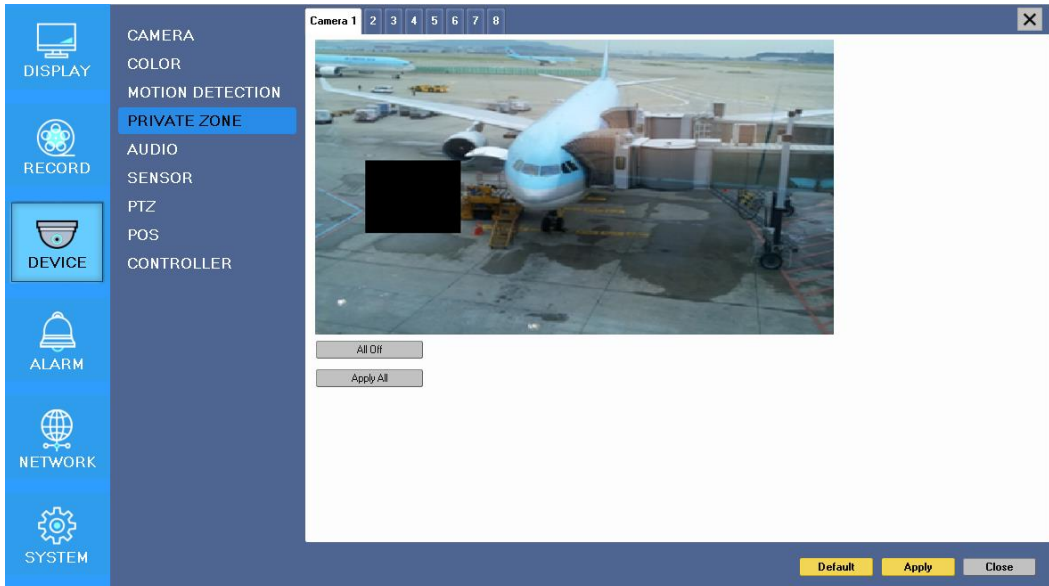 DISPLAY
RECORD
DEVICE
ALARM
NETWORK
SYSTEM
CAMERA
COLOR
MOTION DETECTION
PRIVATE ZONE
AUDIO
SENSOR
PTZ
POS
CONTROLLER
Camera 1 2 3 4 5 6 7 8
All Off
Apply All
Default Apply Close